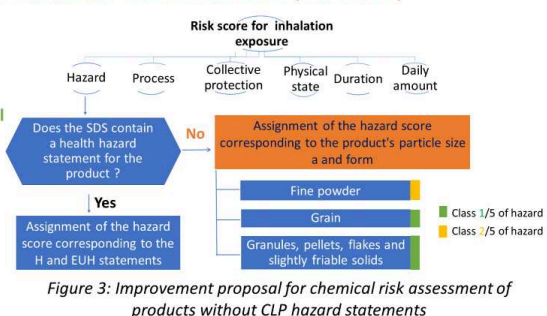 Risk score for inhalation
exposure
Hazard
Process
Collective
protection
Physical
state
Duration
Daily
amount
Does the SDS contain
a health hazard
statement for the
product ?
No
Assignment of the hazard score
corresponding to the product's particle size
a and form
Yes
Assignment of the hazard
score corresponding to the
H and EUH statements
Fine powder
Grain
Granules, pellets, flakes and
slightly friable solids
Class 1/5 of hazard
Class 2/5 of hazard
Figure 3: Improvement proposal for chemical risk assessment of
products without CLP hazard statements